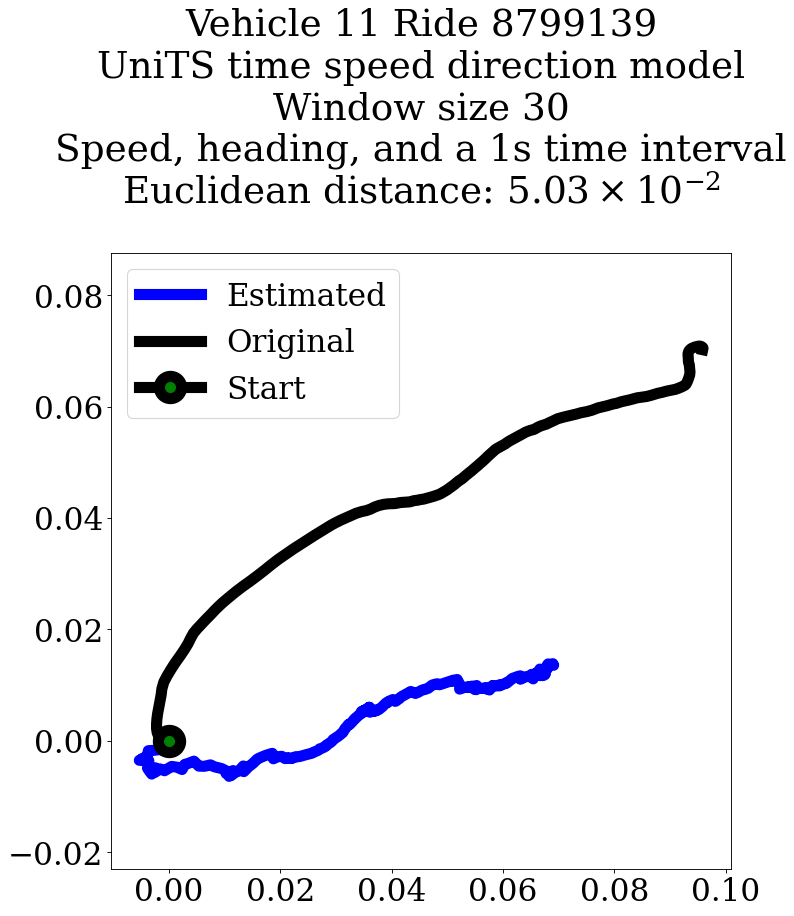 Vehicle 11 Ride 8799139
UniTS time speed direction model
Window size 30
Speed, heading, and a 1s time interval
Euclidean distance: 5.03 × 10⁻²
Estimated
Original
Start
0.08
0.06
0.04
0.02
0.00
−0.02
0.00 0.02 0.04 0.06 0.08 0.10